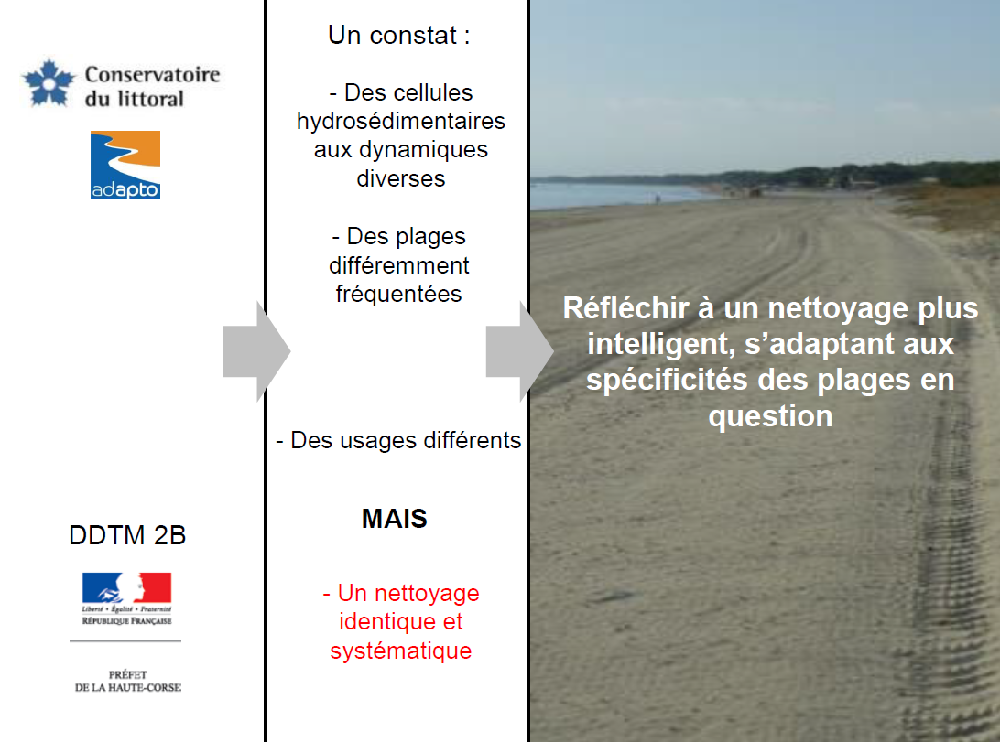 Conservatoire
du littoral
adapto
DDTM 2B
Liberté • Égalité • Fraternité
RÉPUBLIQUE FRANÇAISE
PRÉFET
DE LA HAUTE-CORSE
Un constat :
- Des cellules
hydrosédimentaires
aux dynamiques
diverses
- Des plages
différemment
fréquentées
- Des usages différents
MAIS
- Un nettoyage
identique et
systématique
Réfléchir à un nettoyage plus
intelligent, s’adaptant aux
spécificités des plages en
question